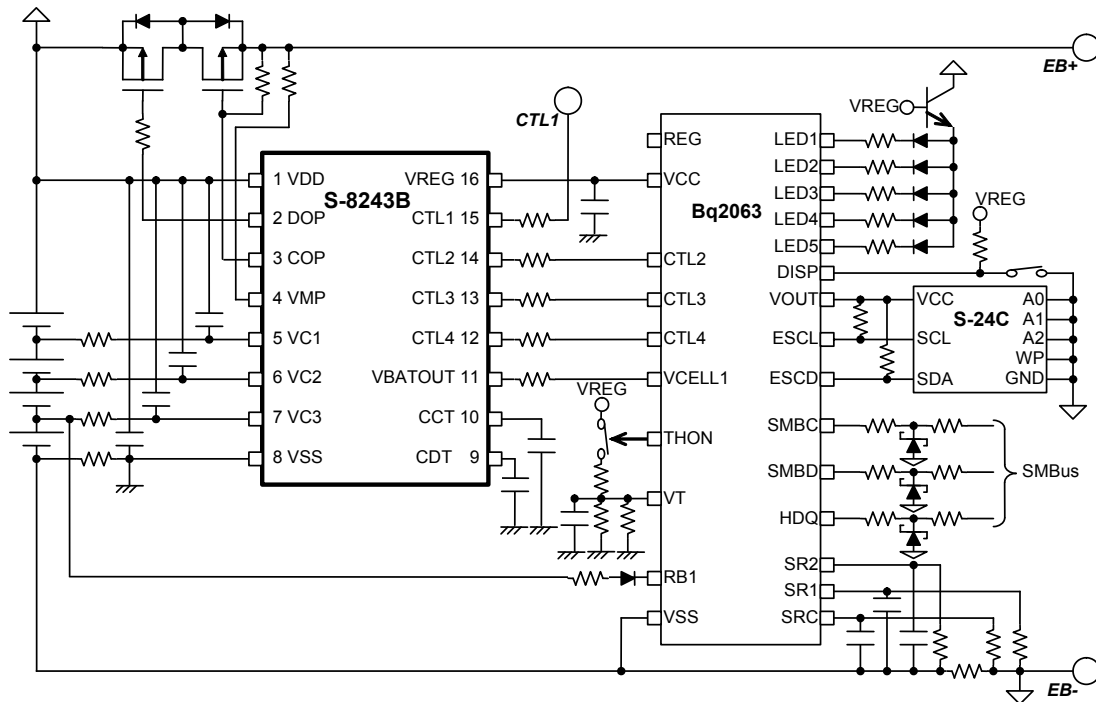 EB+
CTL1
VREG
S-8243B
1 VDD
2 DOP
3 COP
4 VMP
5 VC1
6 VC2
7 VC3
8 VSS
VREG 16
CTL1 15
CTL2 14
CTL3 13
CTL4 12
VBATOUT 11
CCT 10
CDT 9
VREG
Bq2063
REG
VCC
CTL2
CTL3
CTL4
VCELL1
THON
VT
RB1
VSS
LED1
LED2
LED3
LED4
LED5
DISP
VOUT
ESCL
ESCD
SMBC
SMBD
HDQ
SR2
SR1
SRC
VREG
S-24C
VCC
SCL
SDA
A0
A1
A2
WP
GND
SMBus
EB-